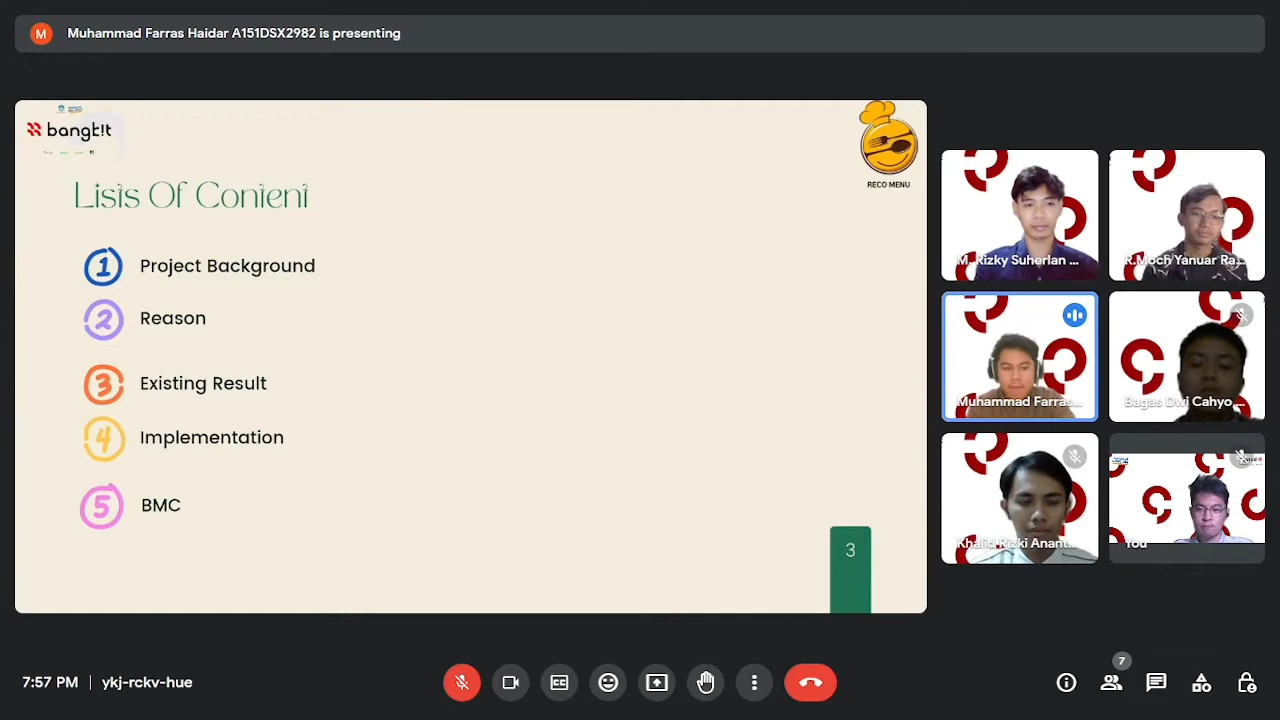 M
Muhammad Farras Haidar A151DSX2982 is presenting
bangk!t
RECO MENU
Lists Of Content
1 Project Background
2 Reason
3 Existing Result
4 Implementation
5 BMC
3
M. Rizky Suherlan ...
R.Moch Yanuar Ra...
Muhammad Farras...
Bagas Dwi Cahyo ...
Khalid Rizki Anant...
You
7:57 PM | ykj-rckv-hue
CC
7